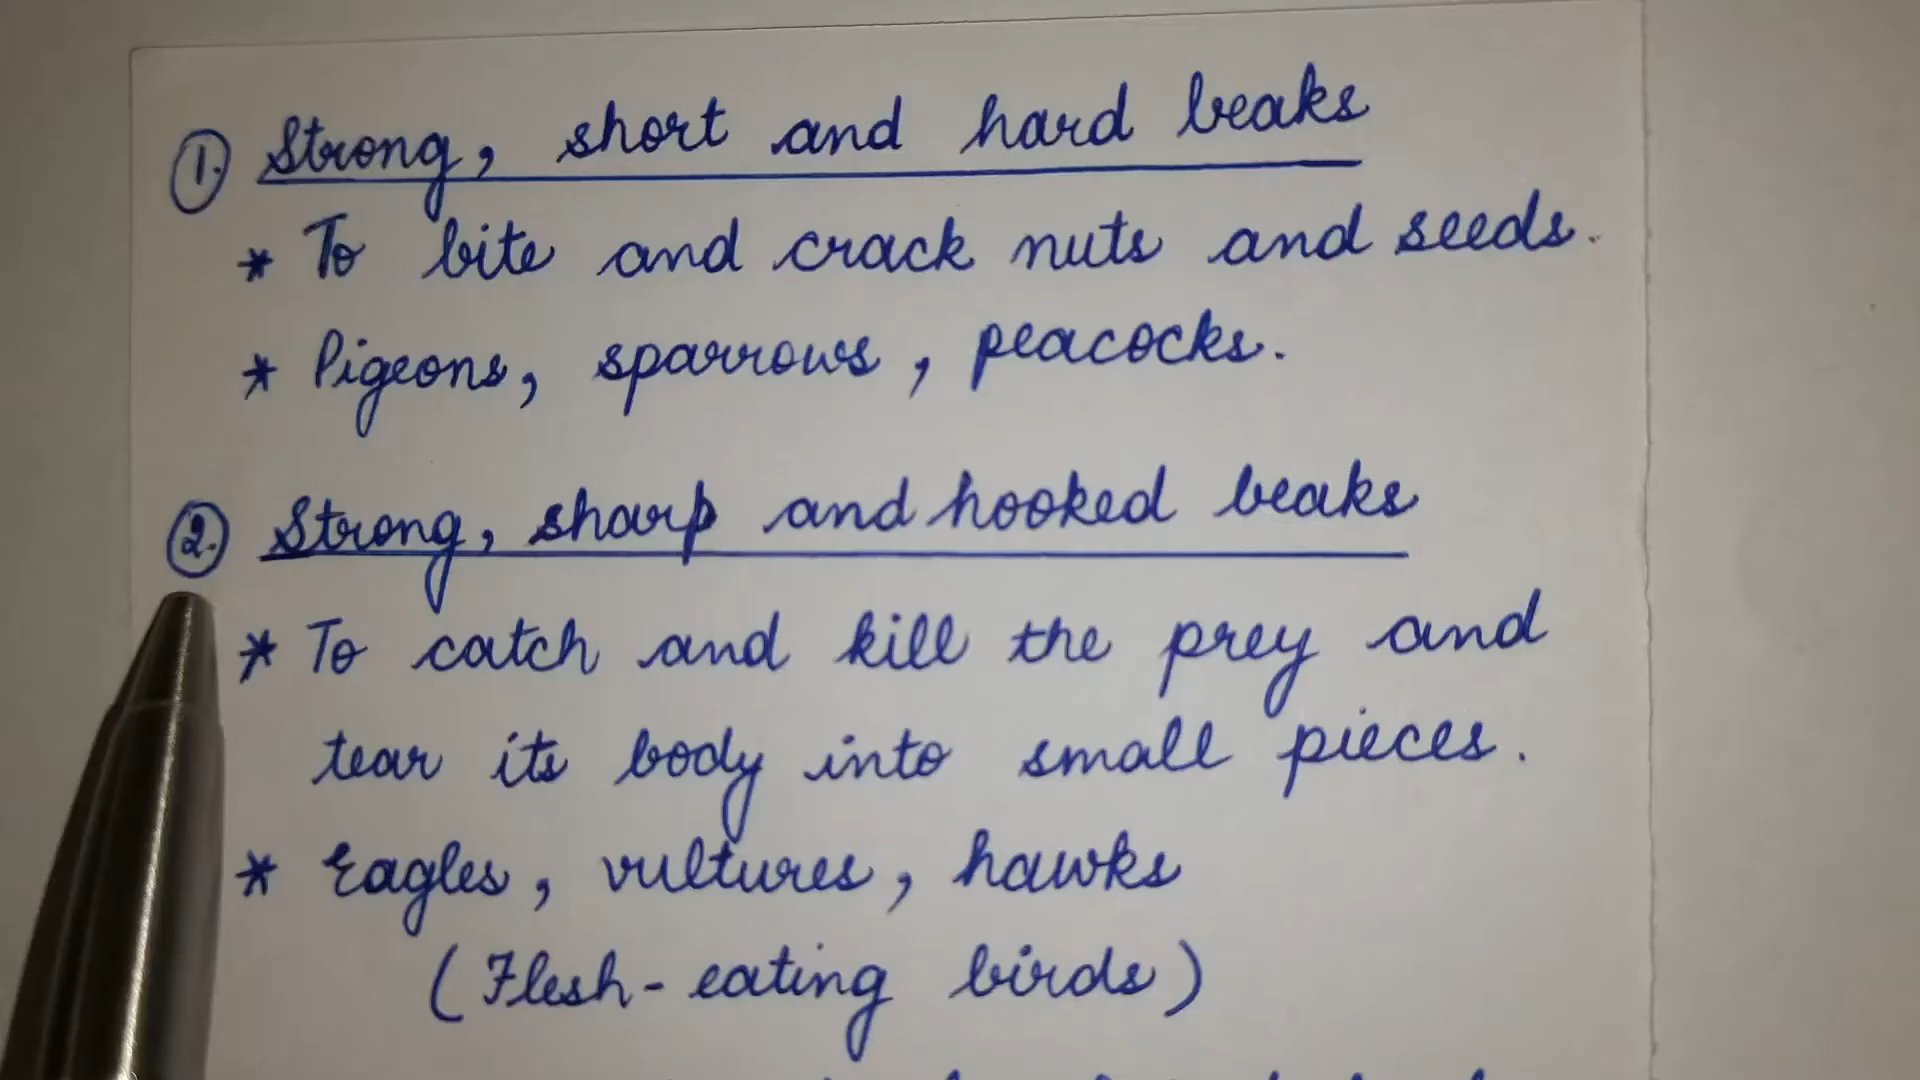 1. Strong, short and hard beaks
* To bite and crack nuts and seeds.
* Pigeons, sparrows, peacocks.
2. Strong, sharp and hooked beaks
* To catch and kill the prey and
tear its body into small pieces.
* Eagles, vultures, hawks
(Flesh-eating birds)